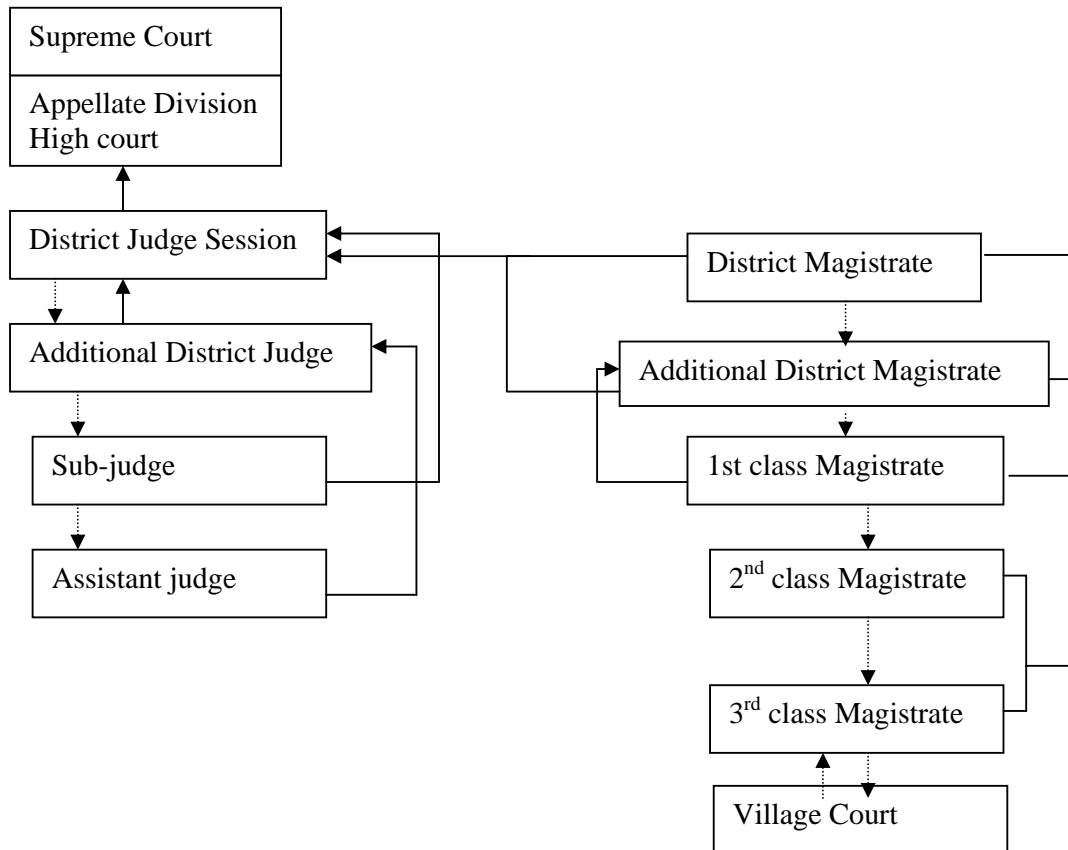 Supreme Court
Appellate Division
High court
District Judge Session
Additional District Judge
Sub-judge
Assistant judge
District Magistrate
Additional District Magistrate
1st class Magistrate
2nd class Magistrate
3rd class Magistrate
Village Court